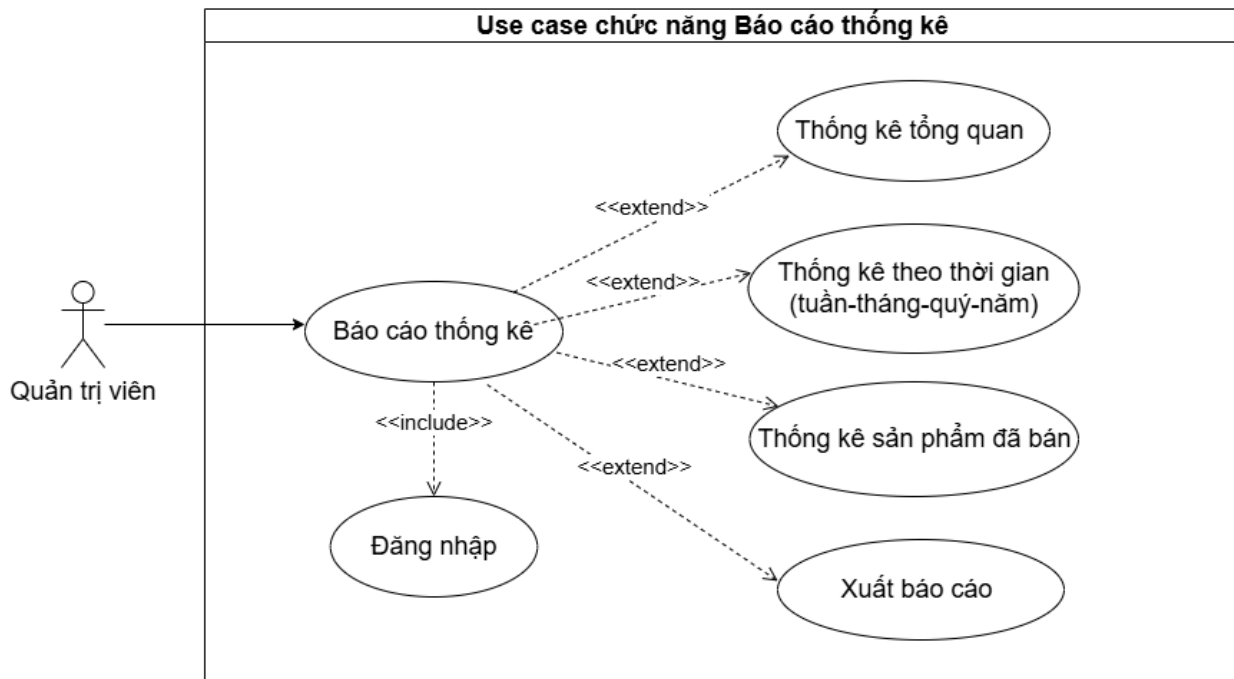 Use case chức năng Báo cáo thống kê
Thống kê tổng quan
<<extend>>
Thống kê theo thời gian
(tuần-tháng-quý-năm)
<<extend>>
Báo cáo thống kê
Quản trị viên
<<extend>>
Thống kê sản phẩm đã bán
<<include>>
<<extend>>
Đăng nhập
Xuất báo cáo